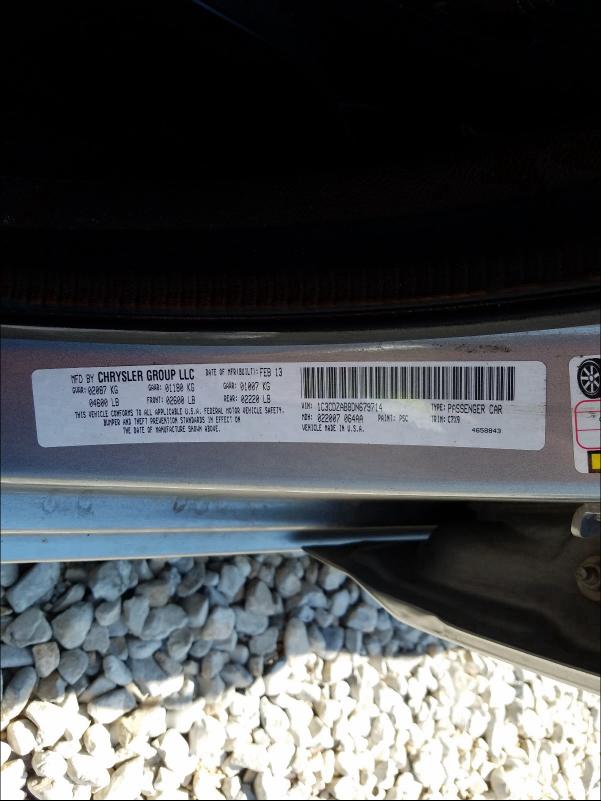 MFD BY CHRYSLER GROUP LLC DATE OF MFR(BUILT): FEB 13
GVWR: 02087 KG GAWR: 01180 KG GAWR: 01007 KG
04600 LB FRONT: 02600 LB REAR: 02220 LB
THIS VEHICLE CONFORMS TO ALL APPLICABLE U.S.A. FEDERAL MOTOR VEHICLE SAFETY,
BUMPER AND THEFT PREVENTION STANDARDS IN EFFECT ON
THE DATE OF MANUFACTURE SHOWN ABOVE.
VIN: 1C3CDZAB8DN679714 TYPE: PASSENGER CAR
MDH: 022007 064AA PAINT: PSC TRIM: C7X9
VEHICLE MADE IN U.S.A. 4658843